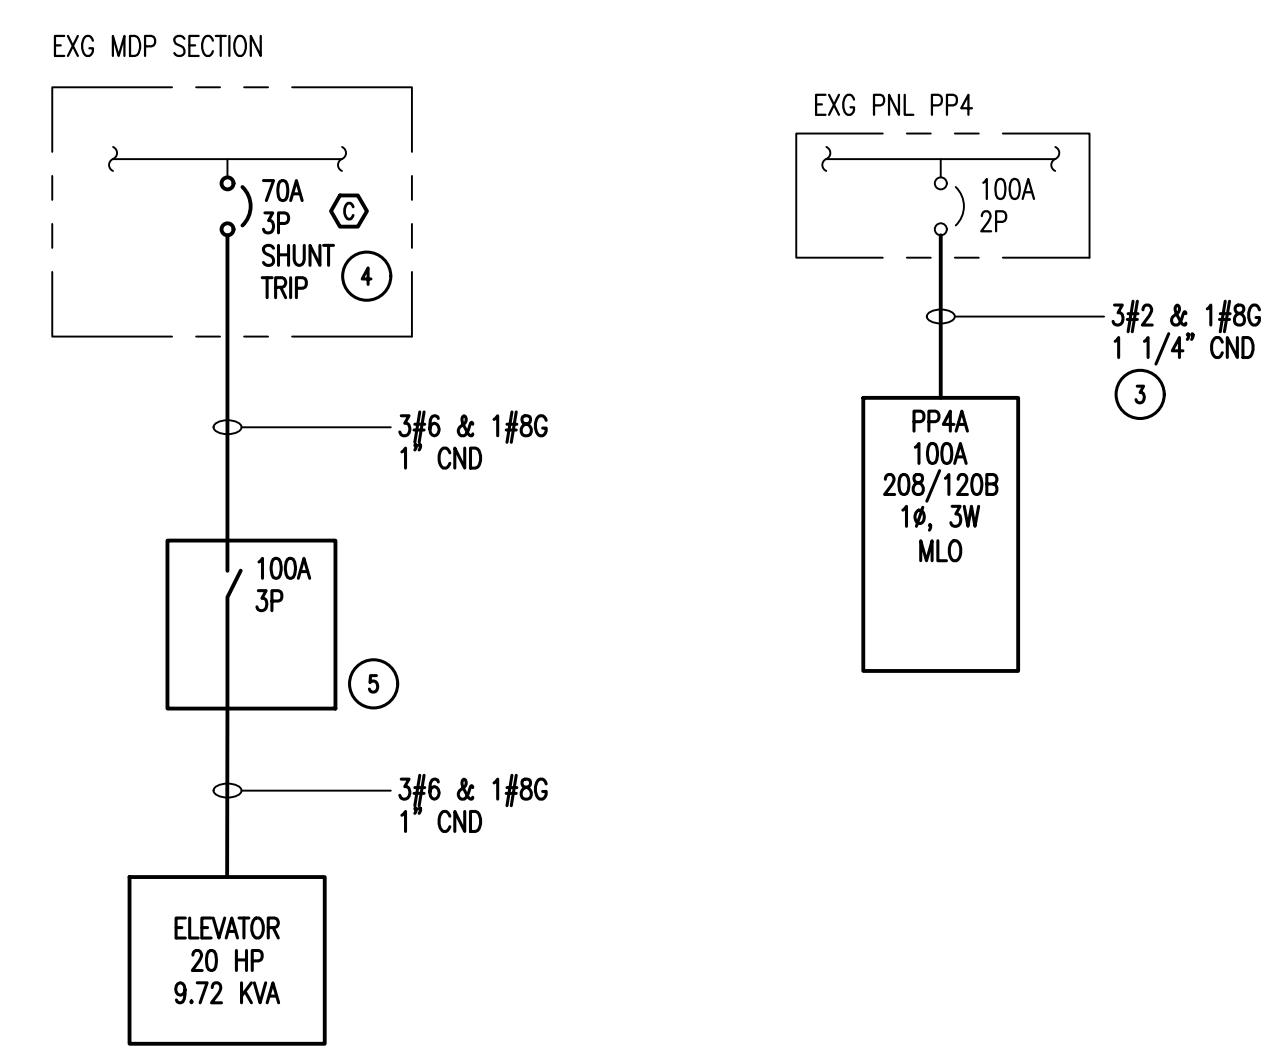 EXG MDP SECTION
70A
3P
SHUNT
TRIP
C
4
3#6 & 1#8G
1" CND
100A
3P
5
3#6 & 1#8G
1" CND
ELEVATOR
20 HP
9.72 KVA
EXG PNL PP4
100A
2P
3#2 & 1#8G
1 1/4" CND
3
PP4A
100A
208/120B
1ø, 3W
MLO